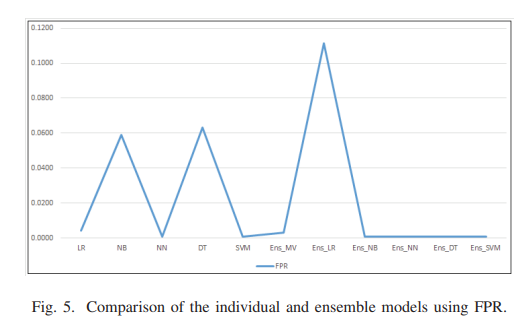 0.1200
0.1000
0.0800
0.0600
0.0400
0.0200
0.0000
LR NB NN DT SVM Ens_MV Ens_LR Ens_NB Ens_NN Ens_DT Ens_SVM
FPR
Fig. 5. Comparison of the individual and ensemble models using FPR.